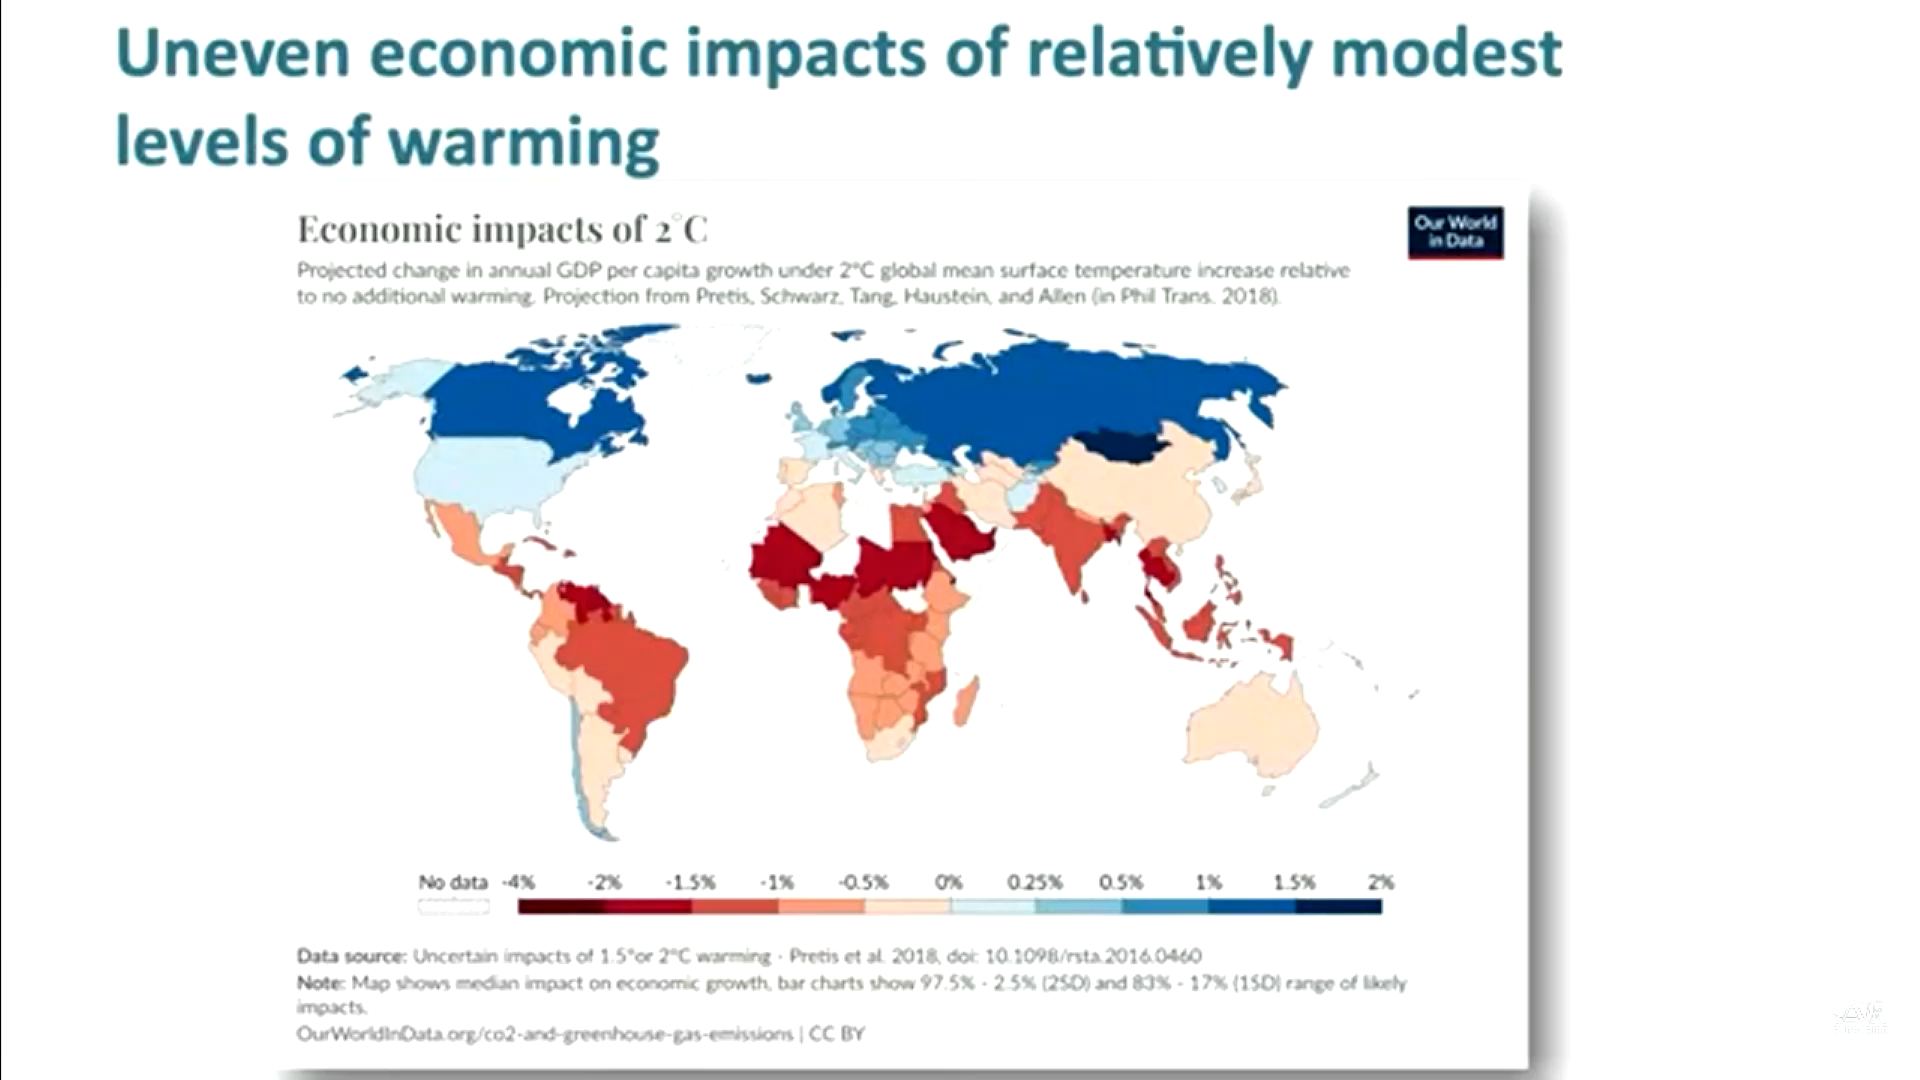 Uneven economic impacts of relatively modest
levels of warming
Economic impacts of 2°C
Our World
in Data
Projected change in annual GDP per capita growth under 2°C global mean surface temperature increase relative
to no additional warming. Projection from Pretis, Schwarz, Tang, Haustein, and Allen (in Phil Trans. 2018).
No data -4% -2% -1.5% -1% -0.5% 0% 0.25% 0.5% 1% 1.5% 2%
Data source: Uncertain impacts of 1.5°or 2°C warming - Pretis et al. 2018, doi: 10.1098/rsta.2016.0460
Note: Map shows median impact on economic growth, bar charts show 97.5% - 2.5% (2SD) and 83% - 17% (1SD) range of likely
impacts.
OurWorldInData.org/co2-and-greenhouse-gas-emissions | CC BY